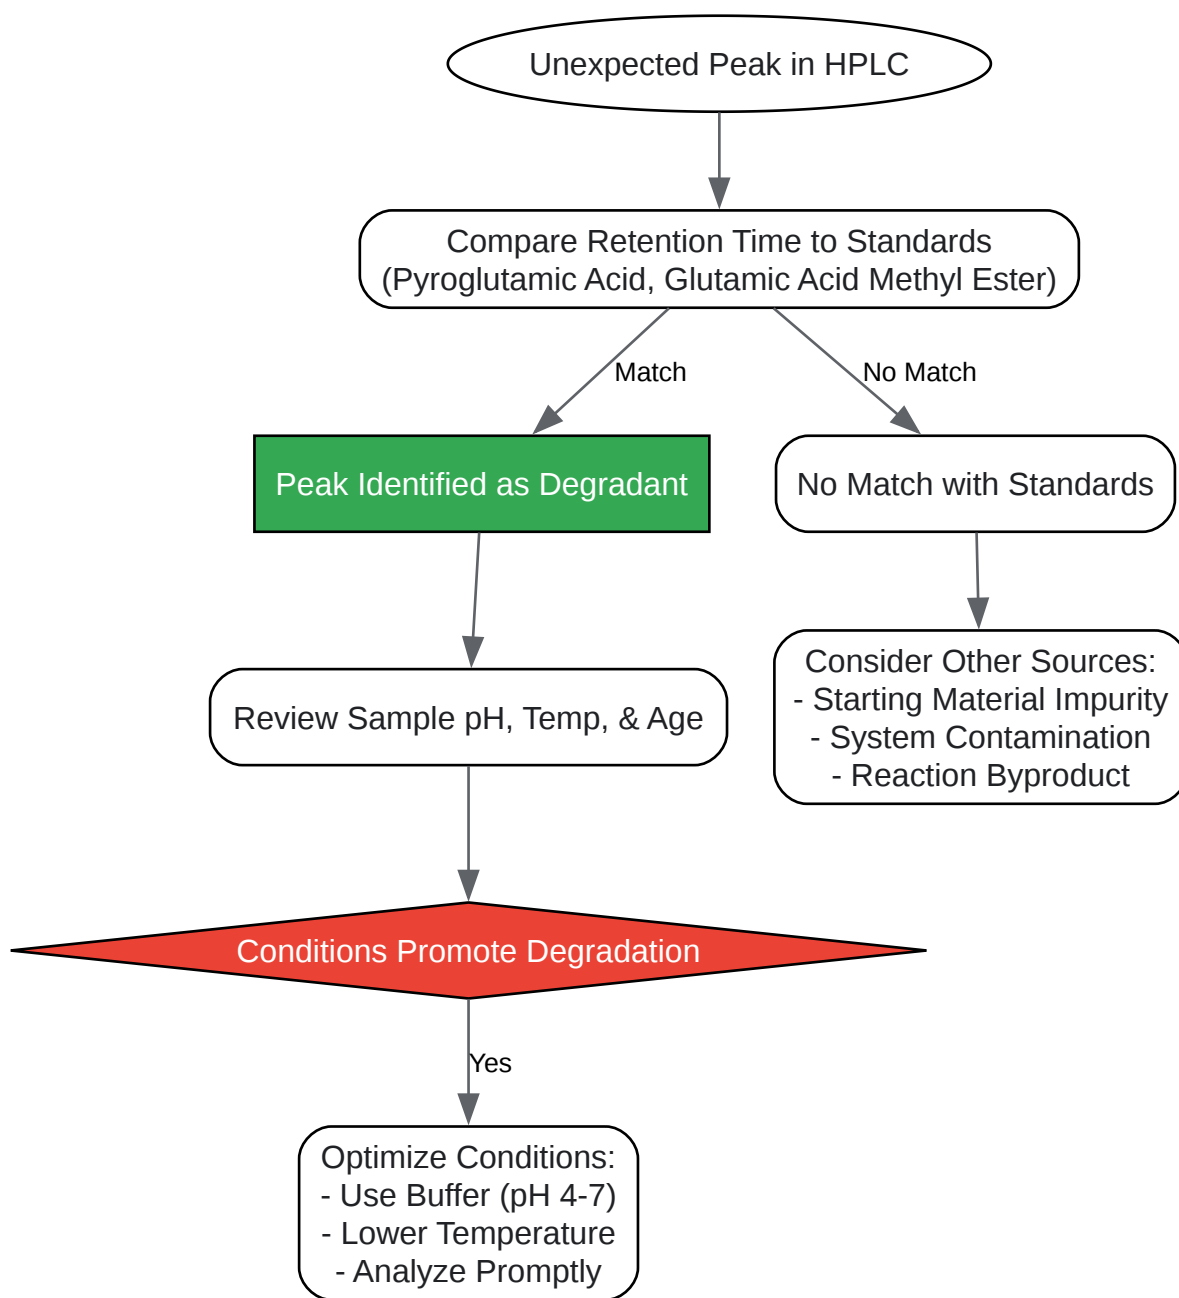 Unexpected Peak in HPLC
Compare Retention Time to Standards
(Pyroglutamic Acid, Glutamic Acid Methyl Ester)
Match
No Match
Peak Identified as Degradant
No Match with Standards
Consider Other Sources:
- Starting Material Impurity
- System Contamination
- Reaction Byproduct
Review Sample pH, Temp, & Age
Conditions Promote Degradation
Yes
Optimize Conditions:
- Use Buffer (pH 4-7)
- Lower Temperature
- Analyze Promptly